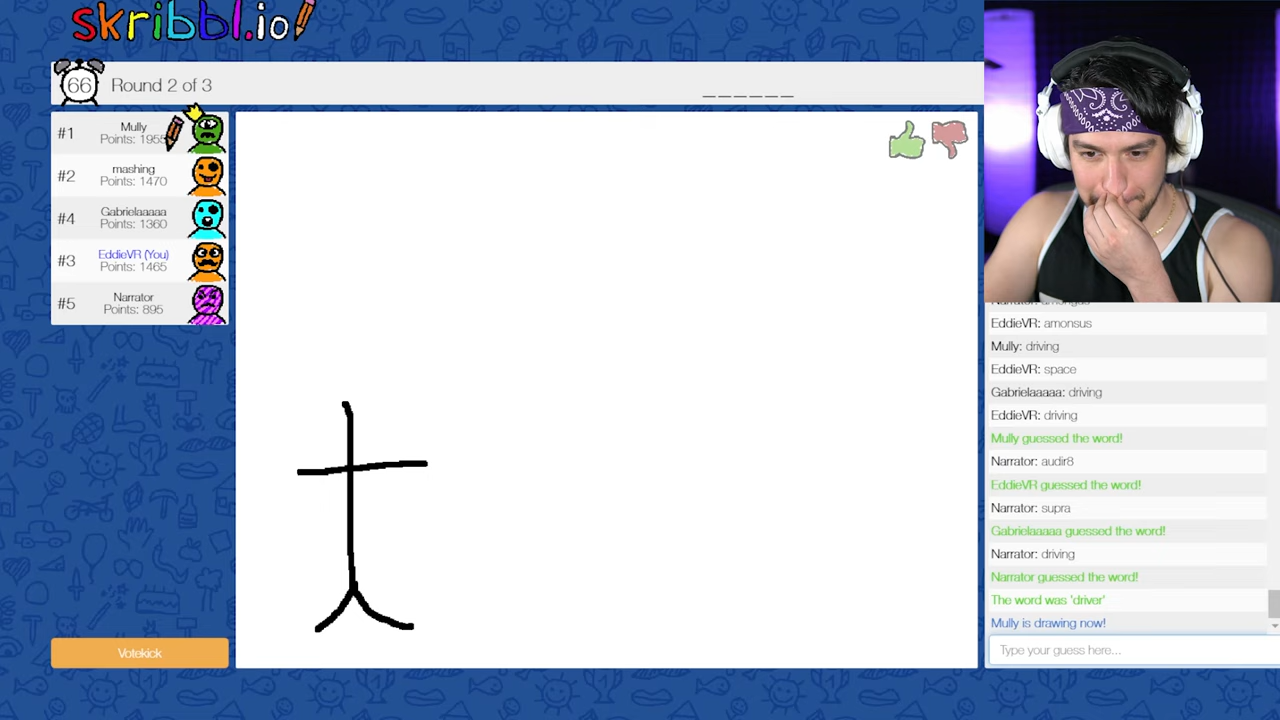 skribbl.io
66
Round 2 of 3
______
#1
Mully
Points: 1955
#2
mashing
Points: 1470
#4
Gabrielaaaaa
Points: 1360
#3
EddieVR (You)
Points: 1465
#5
Narrator
Points: 895
EddieVR: amonsus
Mully: driving
EddieVR: space
Gabrielaaaaa: driving
EddieVR: driving
Mully guessed the word!
Narrator: audir8
EddieVR guessed the word!
Narrator: supra
Gabrielaaaaa guessed the word!
Narrator: driving
Narrator guessed the word!
The word was 'driver'
Mully is drawing now!
Type your guess here...
Votekick